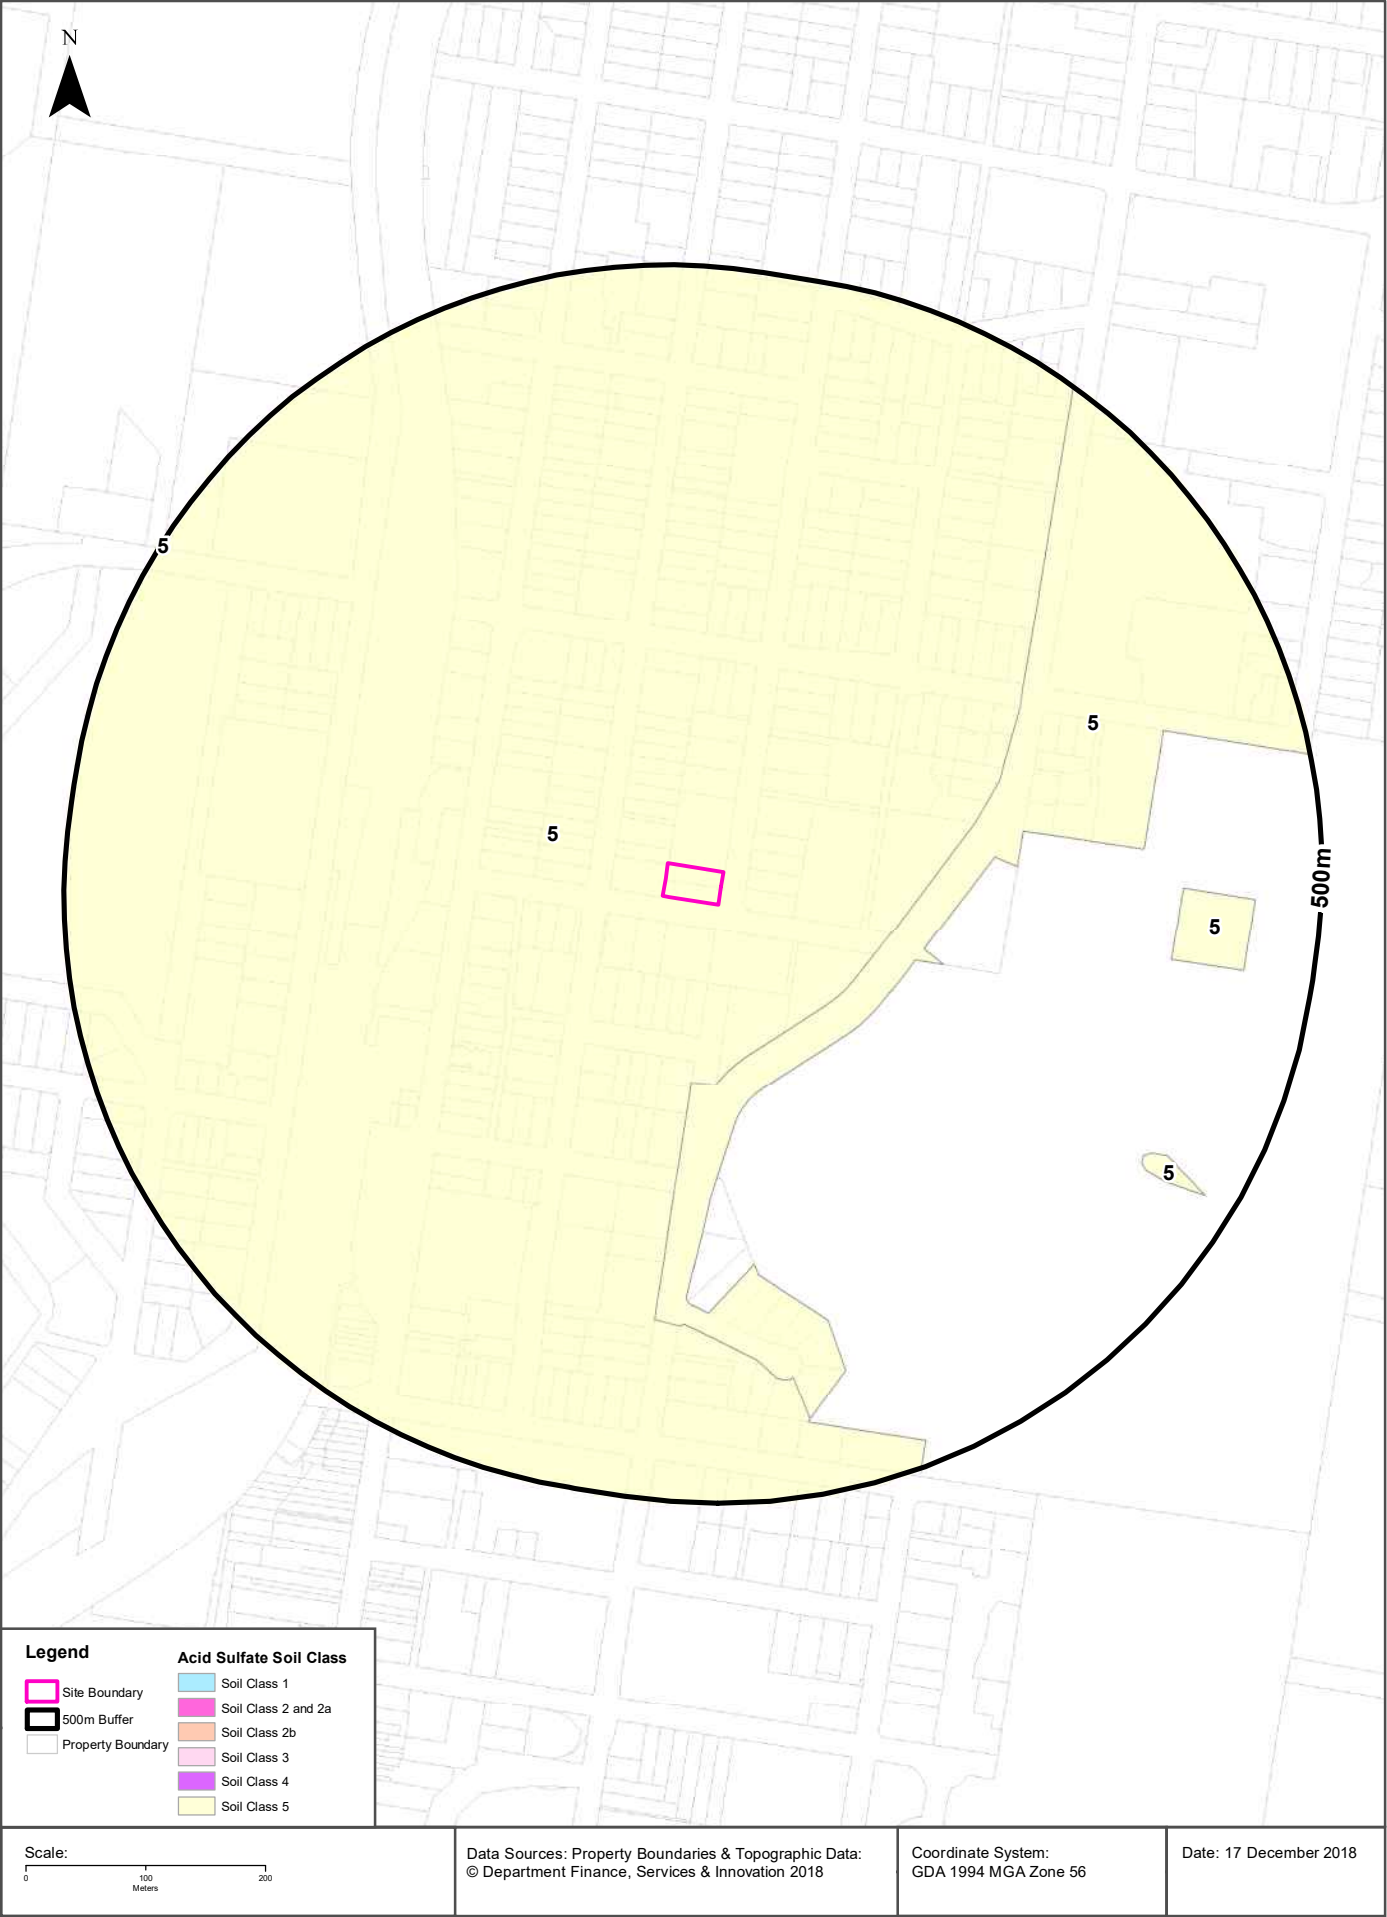 N
5
5
5
500m
5
5
Legend
Site Boundary
500m Buffer
Property Boundary
Acid Sulfate Soil Class
Soil Class 1
Soil Class 2 and 2a
Soil Class 2b
Soil Class 3
Soil Class 4
Soil Class 5
Scale:
0 100 200
Meters
Data Sources: Property Boundaries & Topographic Data:
© Department Finance, Services & Innovation 2018
Coordinate System:
GDA 1994 MGA Zone 56
Date: 17 December 2018